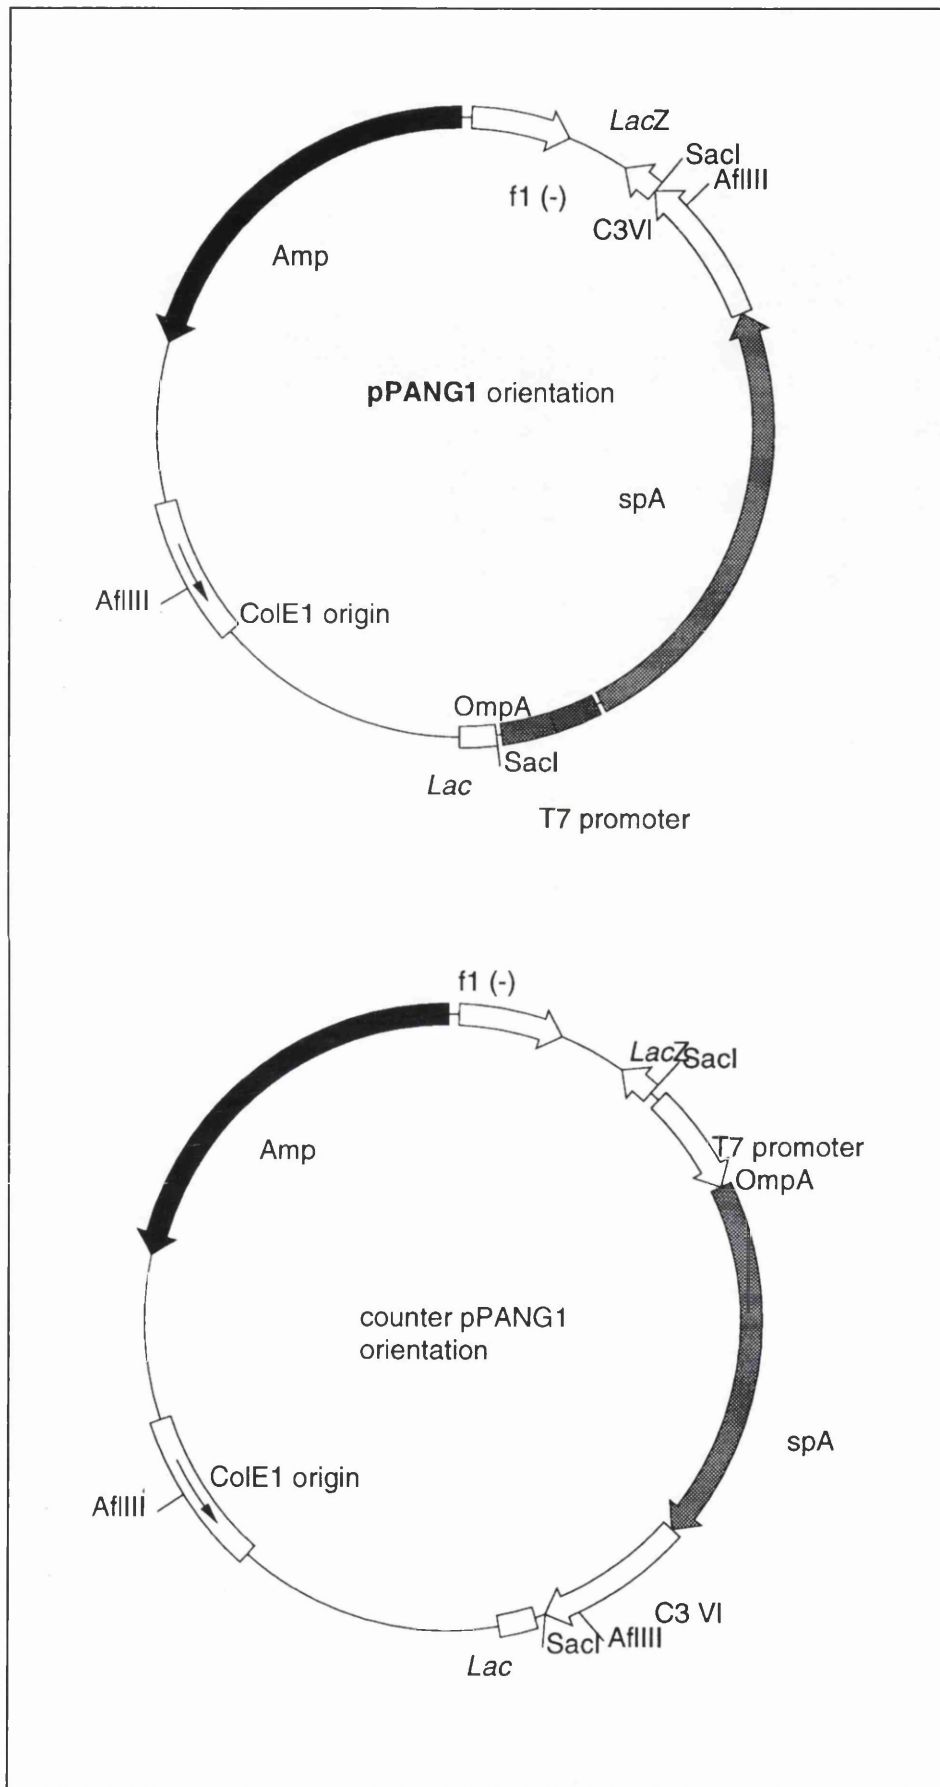 LacZ
SacI
AflIII
f1 (-)
C3VI
Amp
pPANG1 orientation
spA
AflIII
ColE1 origin
OmpA
SacI
Lac
T7 promoter
f1 (-)
LacZ
SacI
T7 promoter
Amp
OmpA
counter pPANG1
orientation
spA
ColE1 origin
AflIII
C3 VI
SacI
AflIII
Lac